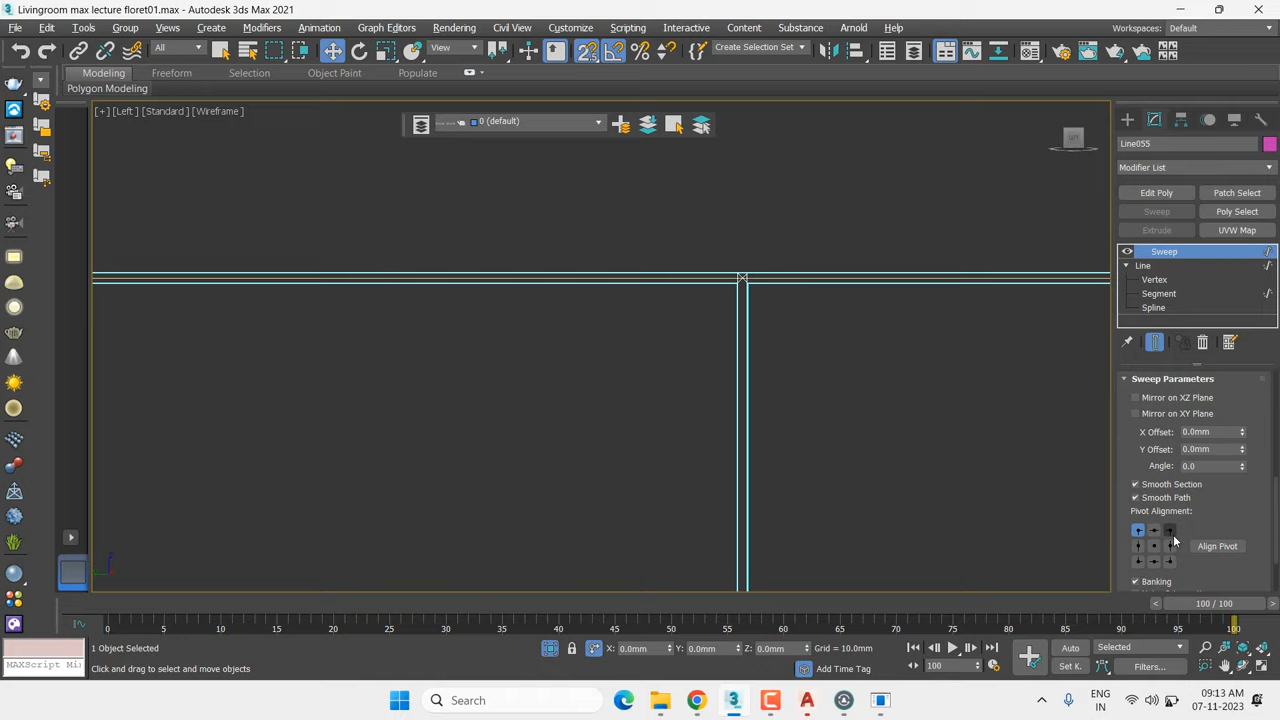 Livingroom max lecture floret01.max - Autodesk 3ds Max 2021
File Edit Tools Group Views Create Modifiers Animation Graph Editors Rendering Civil View Customize Scripting Interactive Content Substance Arnold Help
Workspaces: Default
All View Create Selection Set
Modeling Freeform Selection Object Paint Populate
Polygon Modeling
[+] [Left ] [Standard ] [Wireframe ]
0 (default)
Line055
Modifier List
Edit Poly Patch Select
Sweep Poly Select
Extrude UVW Map
Sweep
Line
Vertex
Segment
Spline
Sweep Parameters
Mirror on XZ Plane
Mirror on XY Plane
X Offset: 0.0mm
Y Offset: 0.0mm
Angle: 0.0
Smooth Section
Smooth Path
Pivot Alignment:
Align Pivot
Banking
100 / 100
0 5 10 15 20 25 30 35 40 45 50 55 60 65 70 75 80 85 90 95 100
1 Object Selected X: 0.0mm Y: 0.0mm Z: 0.0mm Grid = 10.0mm Auto Selected
MAXScript Mi Click and drag to select and move objects Add Time Tag 100 Set K. Filters...
Search
ENG
IN
09:13 AM
07-11-2023